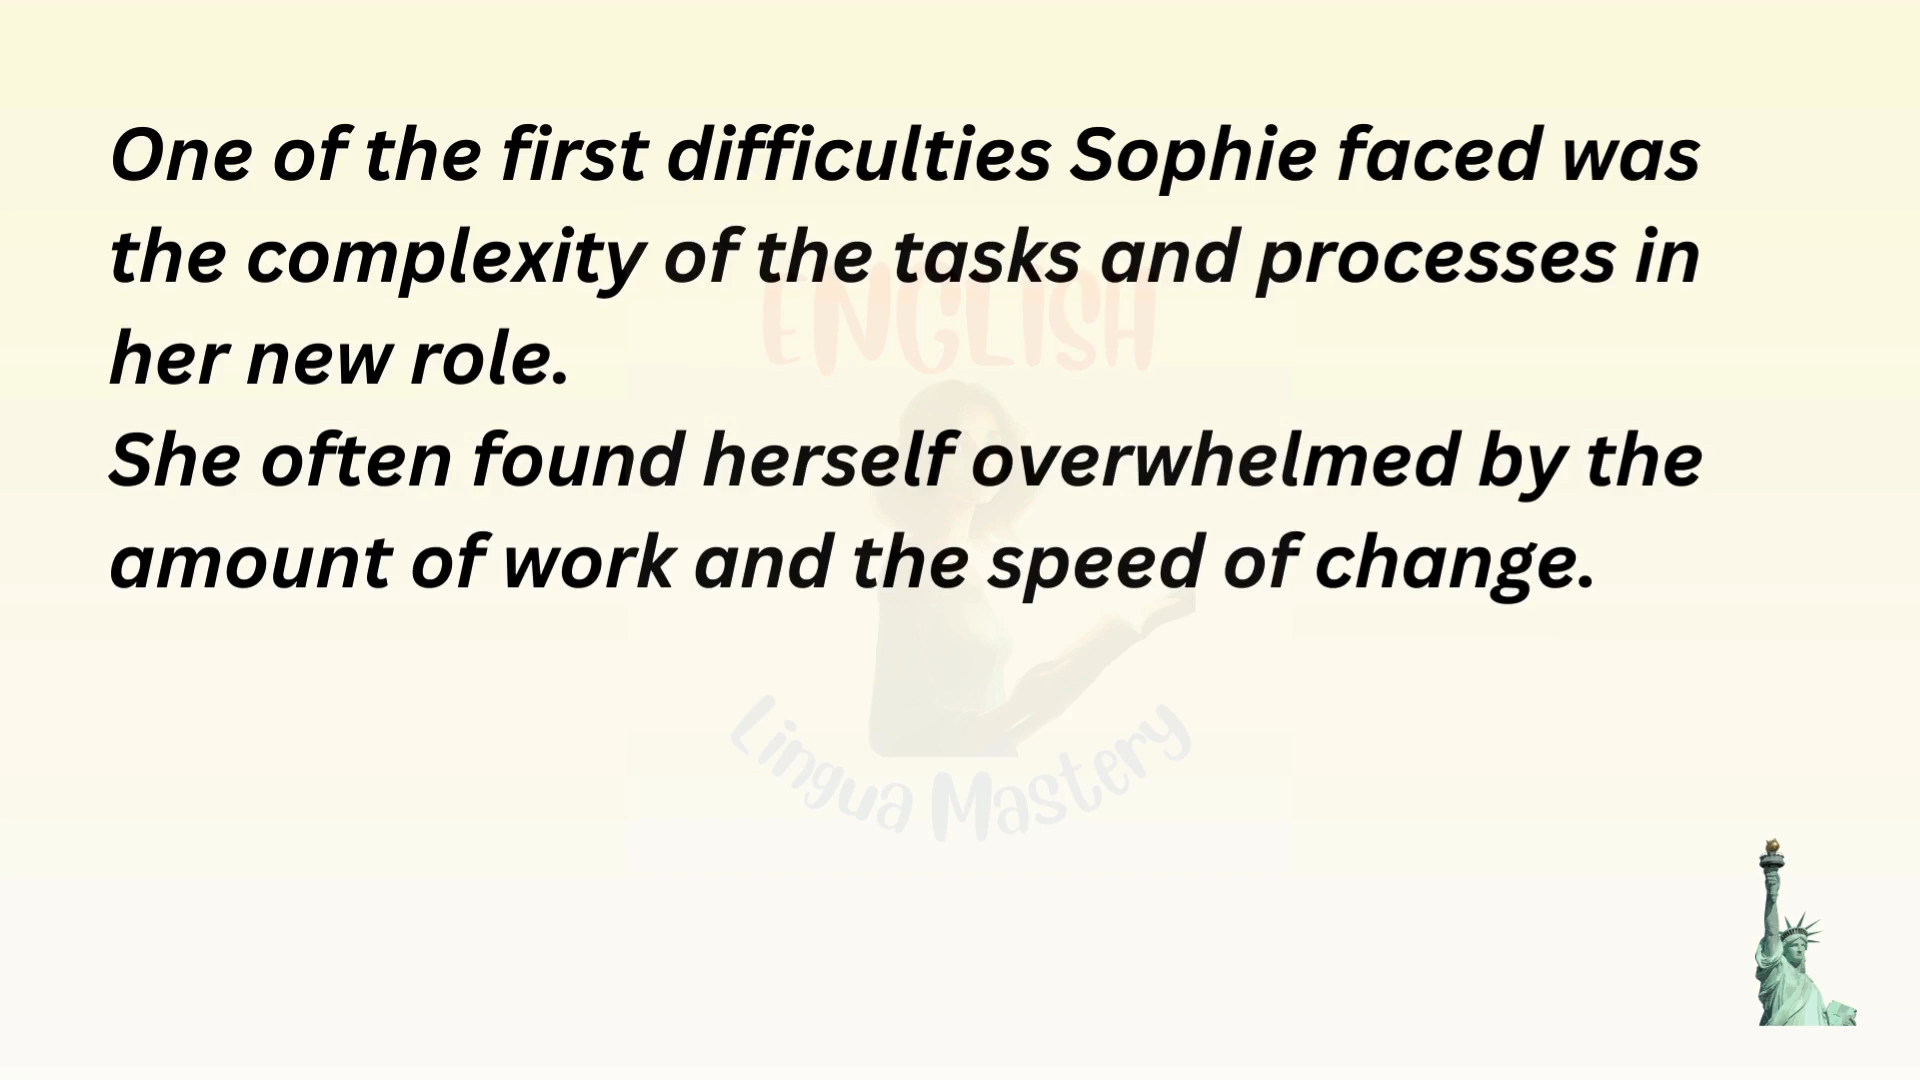 One of the first difficulties Sophie faced was
the complexity of the tasks and processes in
her new role.
She often found herself overwhelmed by the
amount of work and the speed of change.
ENGLISH
Lingua Mastery